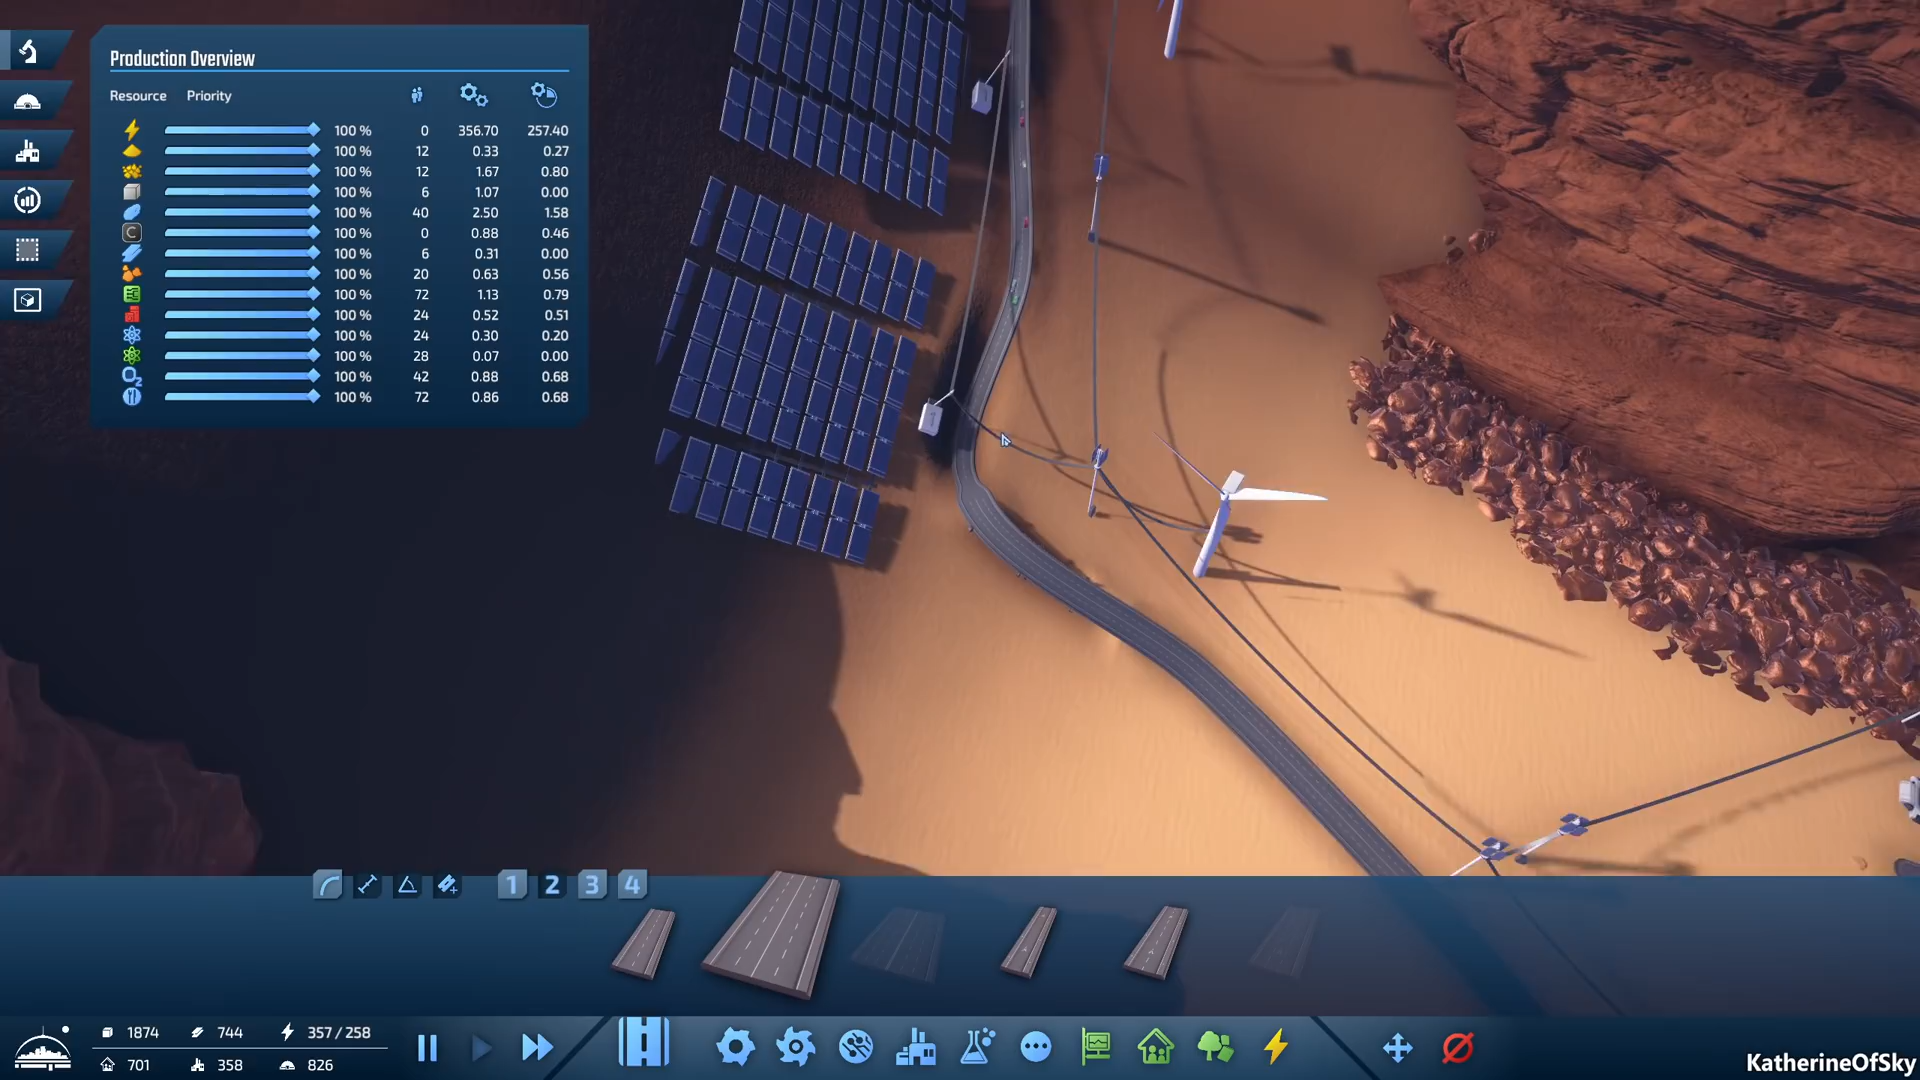 Production Overview
Resource Priority
100 % 0 356.70 257.40
100 % 12 0.33 0.27
100 % 12 1.67 0.80
100 % 6 1.07 0.00
100 % 40 2.50 1.58
C 100 % 0 0.88 0.46
100 % 6 0.31 0.00
100 % 20 0.63 0.56
100 % 72 1.13 0.79
100 % 24 0.52 0.51
100 % 24 0.30 0.20
100 % 28 0.07 0.00
O2 100 % 42 0.88 0.68
100 % 72 0.86 0.68
1 2 3 4
1874 744 357 / 258
701 358 826
KatherineOfSky